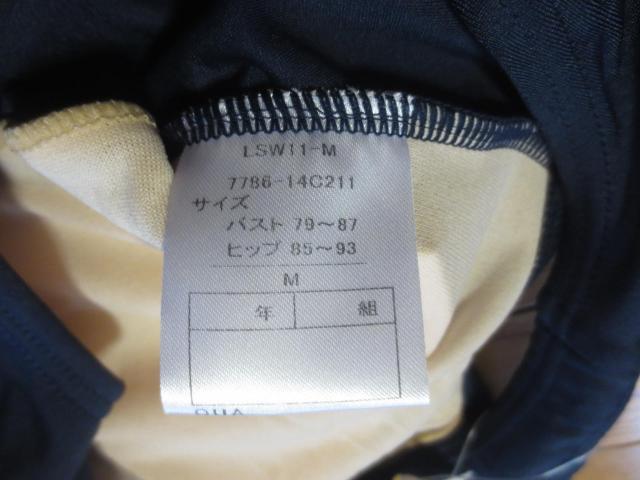 LSW11-M
7786-14C211
サイズ
バスト 79～87
ヒップ 85～93
M
年 組